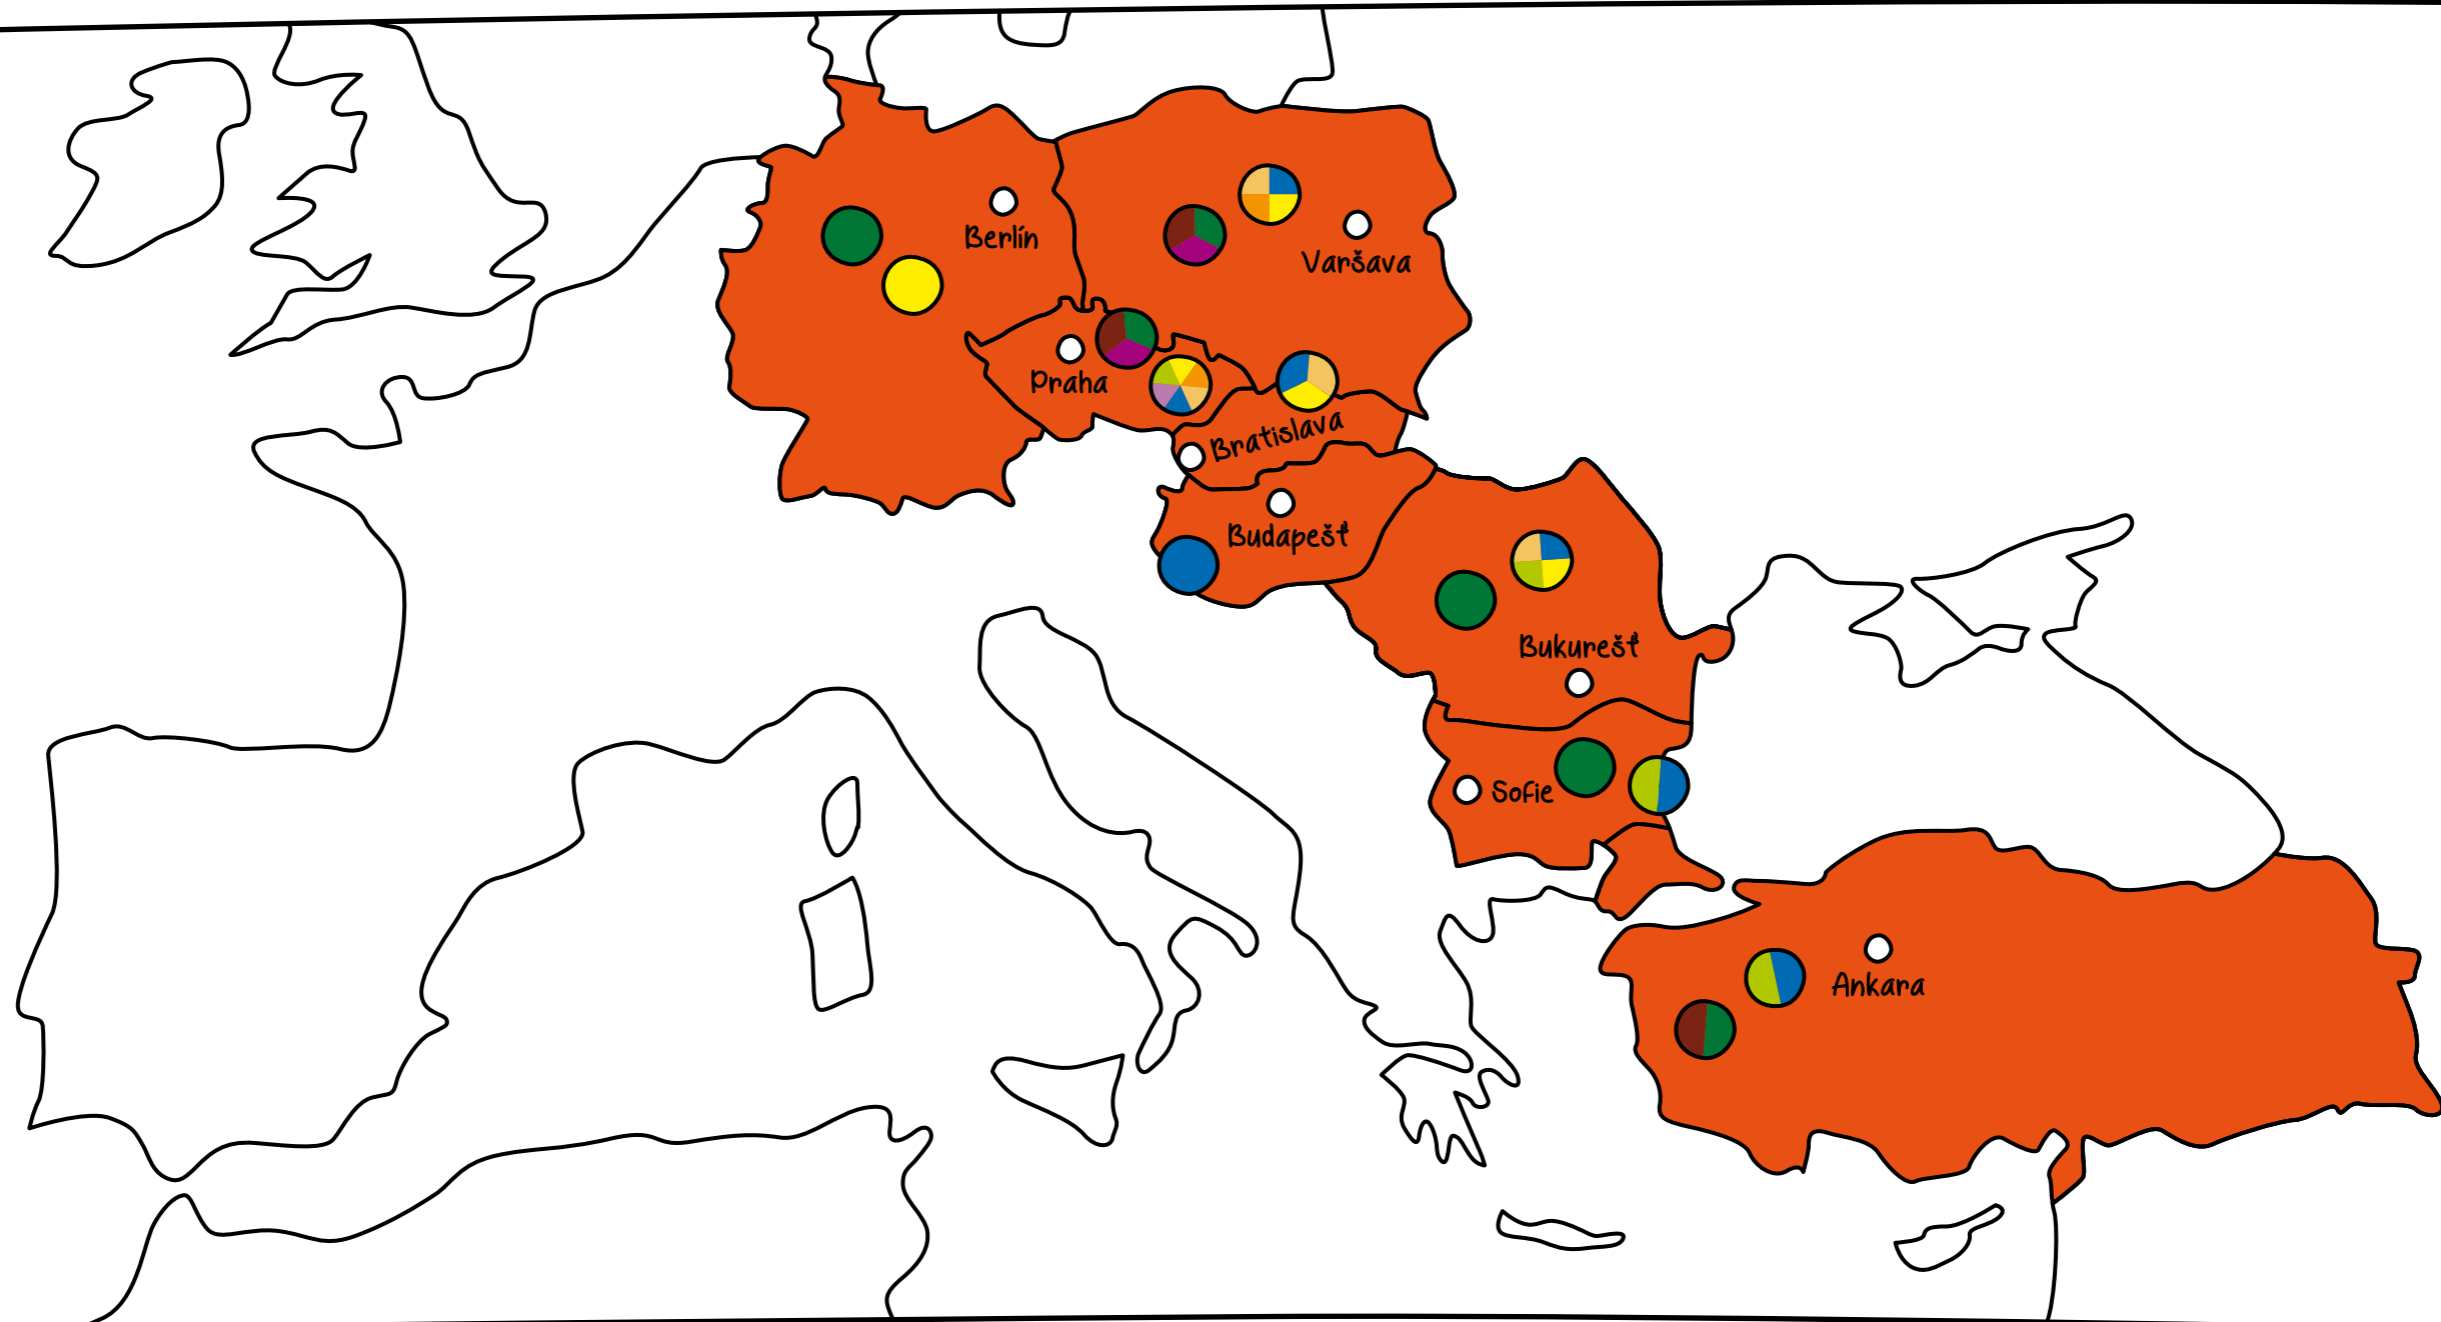 Berlín
Varšava
Praha
Bratislava
Budapešť
Bukurešť
Sofie
Ankara